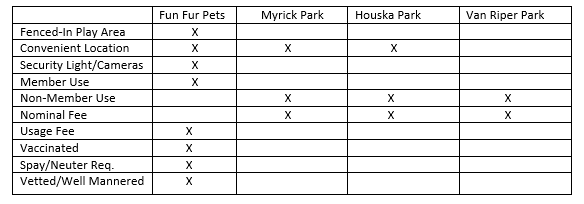 Fun Fur Pets Myrick Park Houska Park Van Riper Park
Fenced-In Play Area X
Convenient Location X X X
Security Light/Cameras X
Member Use X
Non-Member Use X X X
Nominal Fee X X X
Usage Fee X
Vaccinated X
Spay/Neuter Req. X
Vetted/Well Mannered X